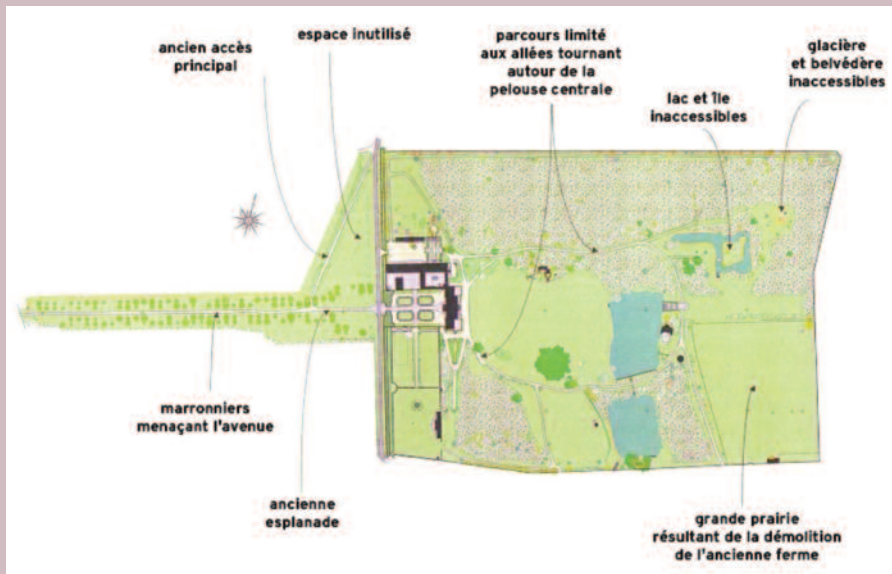 ancien accès
principal
espace inutilisé
parcours limité
aux allées tournant
autour de la
pelouse centrale
lac et île
inaccessibles
glacière
et belvédère
inaccessibles
marronniers
menaçant l'avenue
ancienne
esplanade
grande prairie
résultant de la démolition
de l'ancienne ferme